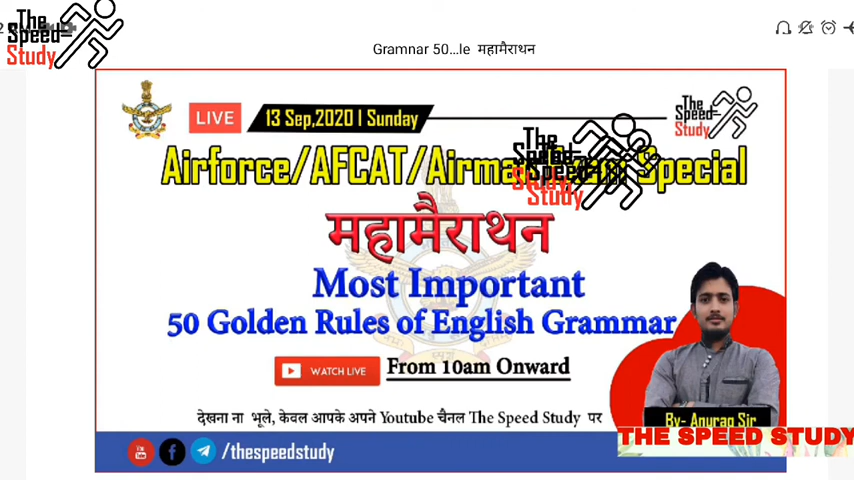 The
Speed
Study
Gramnar 50...le महामैराथन
LIVE
13 Sep,2020 | Sunday
The
Speed
Study
Airforce/AFCAT/Airma Special
The
Speed
Study
Speed
Study
महामैराथन
Most Important
50 Golden Rules of English Grammar
WATCH LIVE
From 10am Onward
देखना ना भूले, केवल आपके अपने Youtube चैनल The Speed Study पर
By- Anurag Sir
THE SPEED STUDY
/thespeedstudy